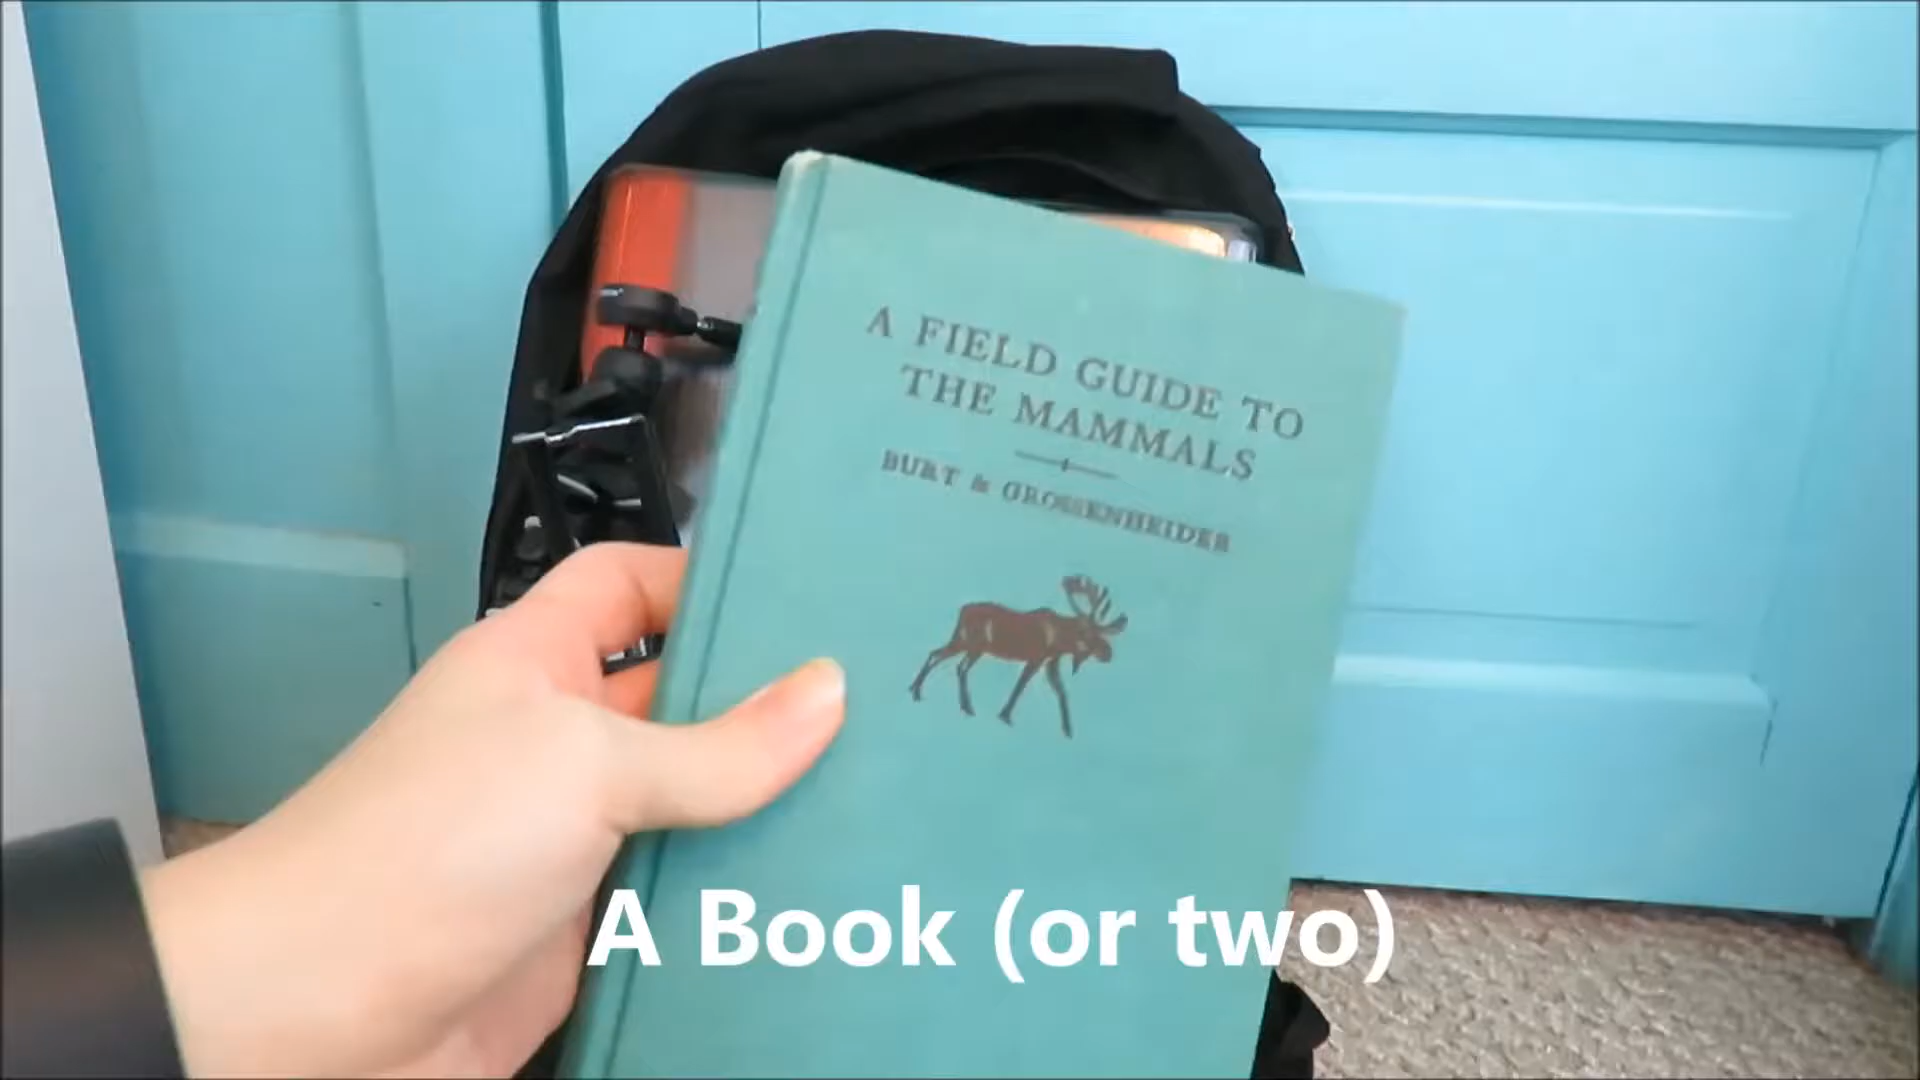 A FIELD GUIDE TO
THE MAMMALS
BURT & GROSSENHEIDER
A Book (or two)